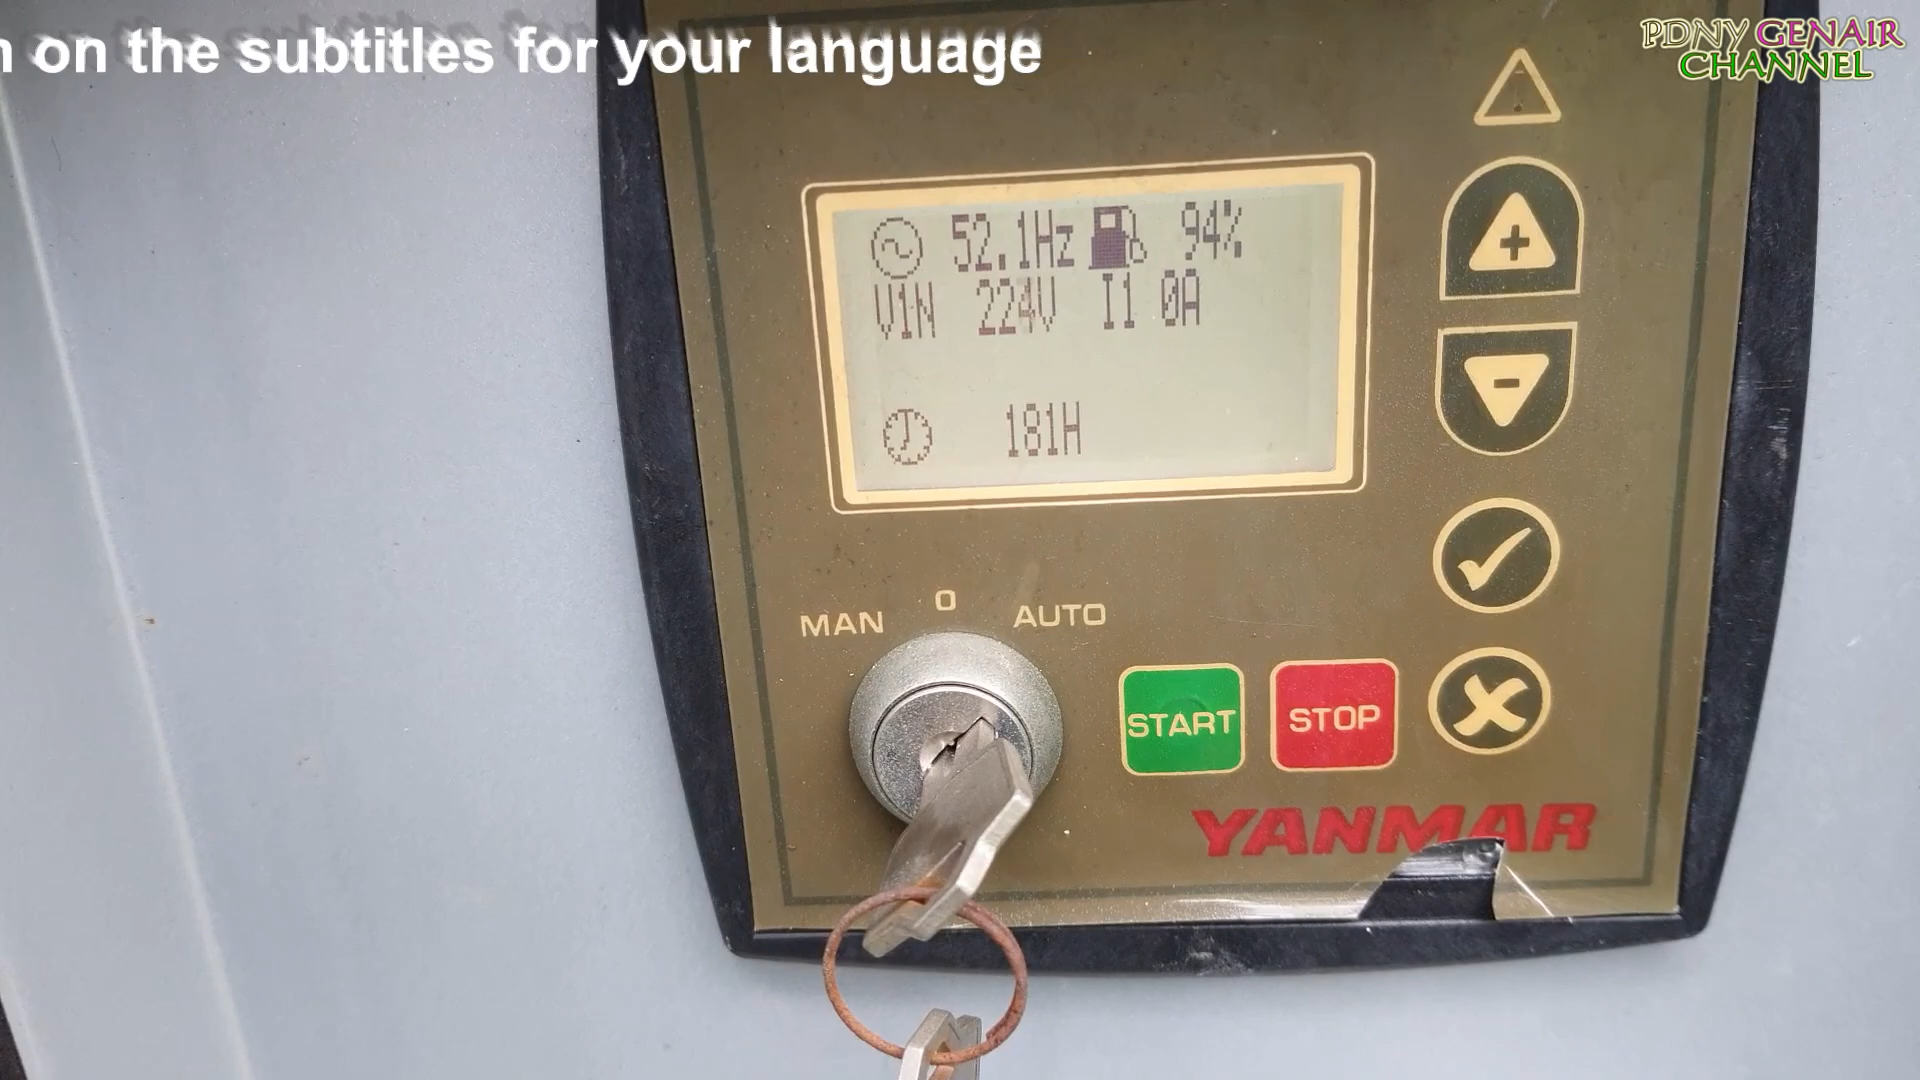 on the subtitles for your language
PDNY GENAIR
CHANNEL
52.1Hz 94%
V1N 224V I1 0A
181H
MAN 0 AUTO
START STOP
YANMAR